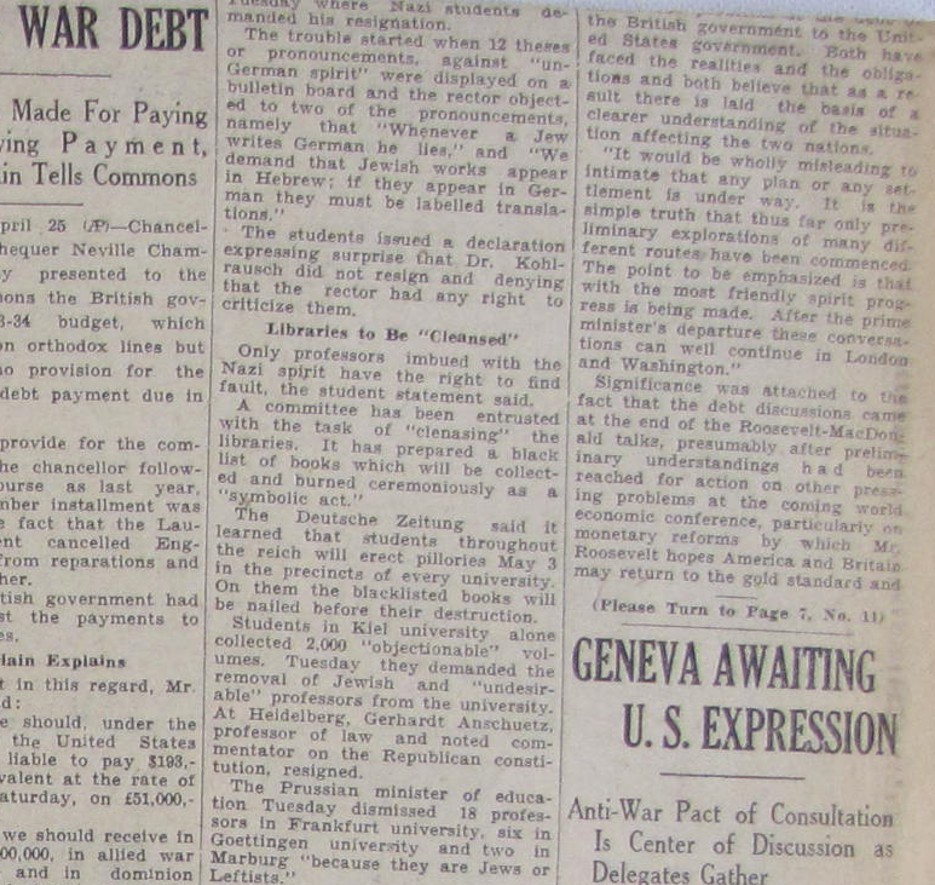 WAR DEBT
Made For Paying
ying Payment,
in Tells Commons
pril 25 (AP)—Chancel-
hequer Neville Cham-
y presented to the
mons the British gov-
3-34 budget, which
on orthodox lines but
no provision for the
debt payment due in
provide for the com-
he chancellor follow-
ourse as last year,
mber installment was
e fact that the Lau-
ent cancelled Eng-
from reparations and
her.
tish government had
st the payments to
es.
lain Explains
t in this regard, Mr.
d:
e should, under the
the United States
liable to pay $193,-
valent at the rate of
aturday, on £51,000,-
we should receive in
00,000, in allied war
and in dominion
Tuesday where Nazi students de-
manded his resignation.
The trouble started when 12 theses
or pronouncements, against "un-
German spirit" were displayed on a
bulletin board and the rector object-
ed to two of the pronouncements,
namely that "Whenever a Jew
writes German he lies," and "We
demand that Jewish works appear
in Hebrew; if they appear in Ger-
man they must be labelled transla-
tions."
The students issued a declaration
expressing surprise that Dr. Kohl-
rausch did not resign and denying
that the rector had any right to
criticize them.
Libraries to Be "Cleansed"
Only professors imbued with the
Nazi spirit have the right to find
fault, the student statement said.
A committee has been entrusted
with the task of "clenasing" the
libraries. It has prepared a black
list of books which will be collect-
ed and burned ceremoniously as a
"symbolic act."
The Deutsche Zeitung said it
learned that students throughout
the reich will erect pillories May 3
in the precincts of every university.
On them the blacklisted books will
be nailed before their destruction.
Students in Kiel university alone
collected 2,000 "objectionable" vol-
umes. Tuesday they demanded the
removal of Jewish and "undesir-
able" professors from the university.
At Heidelberg, Gerhardt Anschuetz,
professor of law and noted com-
mentator on the Republican consti-
tution, resigned.
The Prussian minister of educa-
tion Tuesday dismissed 18 profes-
sors in Frankfurt university, six in
Goettingen university and two in
Marburg "because they are Jews or
Leftists."
the British government to the Unit-
ed States government. Both have
faced the realities and the obliga-
tions and both believe that as a re-
sult there is laid the basis of a
clearer understanding of the situa-
tion affecting the two nations.
"It would be wholly misleading to
intimate that any plan or any set-
tlement is under way. It is the
simple truth that thus far only pre-
liminary explorations of many dif-
ferent routes have been commenced.
The point to be emphasized is that
with the most friendly spirit prog-
ress is being made. After the prime
minister's departure these conversa-
tions can well continue in London
and Washington."
Significance was attached to the
fact that the debt discussions came
at the end of the Roosevelt-MacDon-
ald talks, presumably after prelim-
inary understandings had been
reached for action on other press-
ing problems at the coming world
economic conference, particularly on
monetary reforms by which Mr.
Roosevelt hopes America and Britain
may return to the gold standard and
(Please Turn to Page 7, No. 11)
GENEVA AWAITING
U. S. EXPRESSION
Anti-War Pact of Consultation
Is Center of Discussion as
Delegates Gather